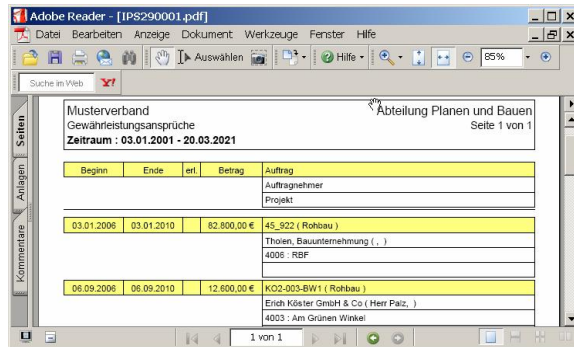 Adobe Reader - [IPS290001.pdf]
Datei Bearbeiten Anzeige Dokument Werkzeuge Fenster Hilfe
Auswählen Hilfe 85%
Suche im Web Y!
Seiten
Anlagen
Kommentare
Musterverband Abteilung Planen und Bauen
Gewährleistungsansprüche Seite 1 von 1
Zeitraum : 03.01.2001 - 20.03.2021
Beginn Ende erl. Betrag Auftrag
Auftragnehmer
Projekt
03.01.2006 03.01.2010 82.800,00 € 45_922 ( Rohbau )
Tholen, Bauunternehmung ( , )
4006 : RBF
06.09.2006 06.09.2010 12.600,00 € KO2-003-BW1 ( Rohbau )
Erich Köster GmbH & Co ( Herr Palz, )
4003 : Am Grünen Winkel
1 von 1